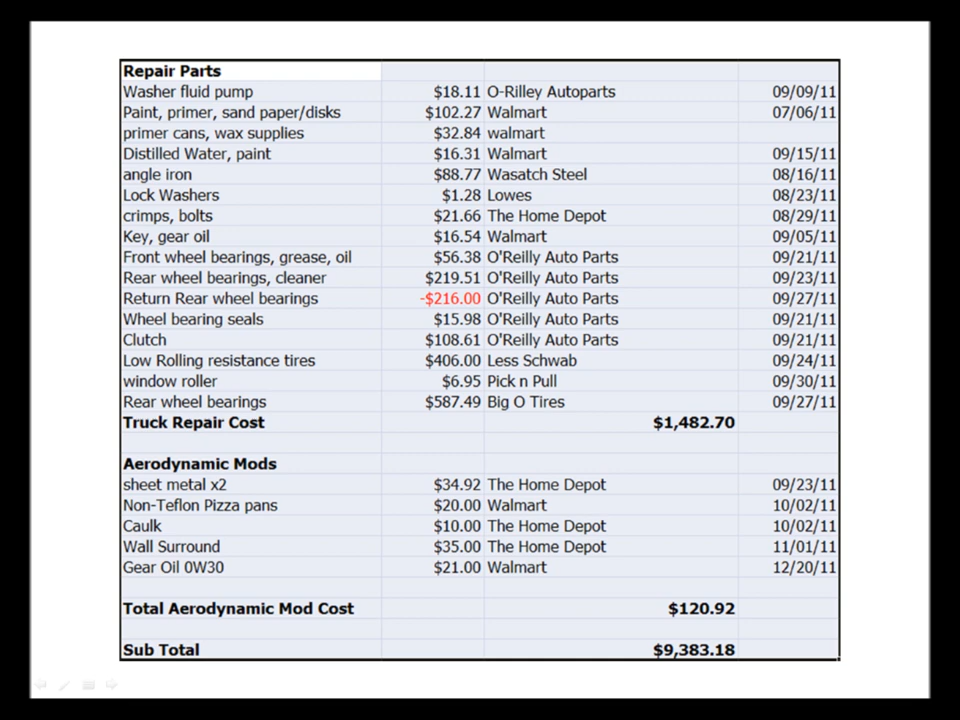 Repair Parts
Washer fluid pump $18.11 O-Rilley Autoparts 09/09/11
Paint, primer, sand paper/disks $102.27 Walmart 07/06/11
primer cans, wax supplies $32.84 walmart
Distilled Water, paint $16.31 Walmart 09/15/11
angle iron $88.77 Wasatch Steel 08/16/11
Lock Washers $1.28 Lowes 08/23/11
crimps, bolts $21.66 The Home Depot 08/29/11
Key, gear oil $16.54 Walmart 09/05/11
Front wheel bearings, grease, oil $56.38 O'Reilly Auto Parts 09/21/11
Rear wheel bearings, cleaner $219.51 O'Reilly Auto Parts 09/23/11
Return Rear wheel bearings -$216.00 O'Reilly Auto Parts 09/27/11
Wheel bearing seals $15.98 O'Reilly Auto Parts 09/21/11
Clutch $108.61 O'Reilly Auto Parts 09/21/11
Low Rolling resistance tires $406.00 Less Schwab 09/24/11
window roller $6.95 Pick n Pull 09/30/11
Rear wheel bearings $587.49 Big O Tires 09/27/11
Truck Repair Cost $1,482.70
Aerodynamic Mods
sheet metal x2 $34.92 The Home Depot 09/23/11
Non-Teflon Pizza pans $20.00 Walmart 10/02/11
Caulk $10.00 The Home Depot 10/02/11
Wall Surround $35.00 The Home Depot 11/01/11
Gear Oil 0W30 $21.00 Walmart 12/20/11
Total Aerodynamic Mod Cost $120.92
Sub Total $9,383.18